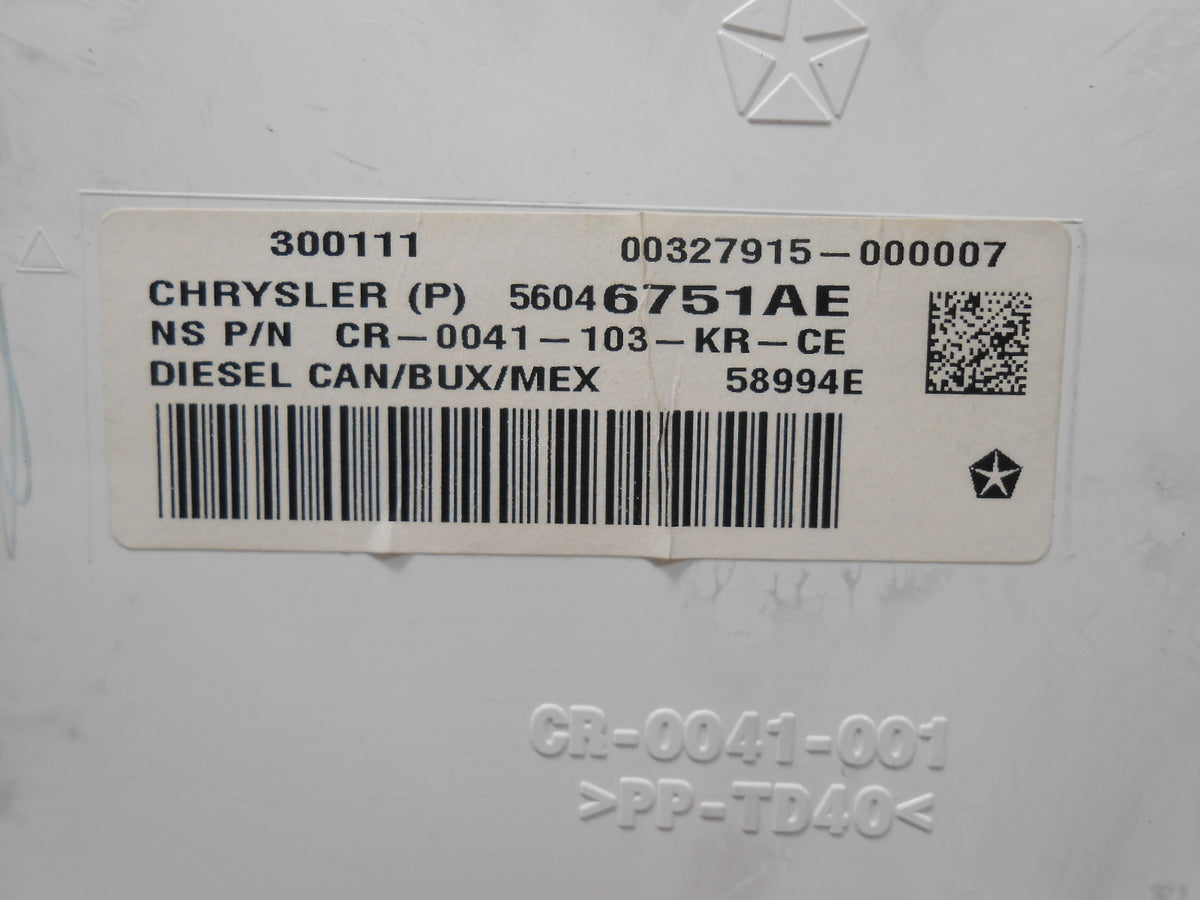 300111 00327915-000007
CHRYSLER (P) 56046751AE
NS P/N CR-0041-103-KR-CE
DIESEL CAN/BUX/MEX 58994E
CR-0041-001
>PP-TD40<